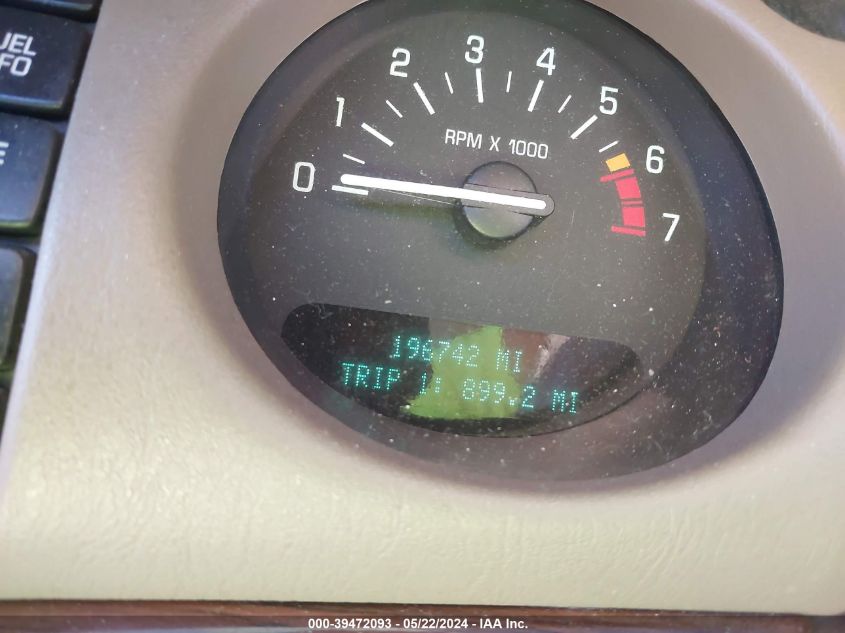 UEL
FO
E
0 1 2 3 4 5 6 7
RPM X 1000
196742 MI
TRIP 1: 899.2 MI
000-39472093 - 05/22/2024 - IAA Inc.